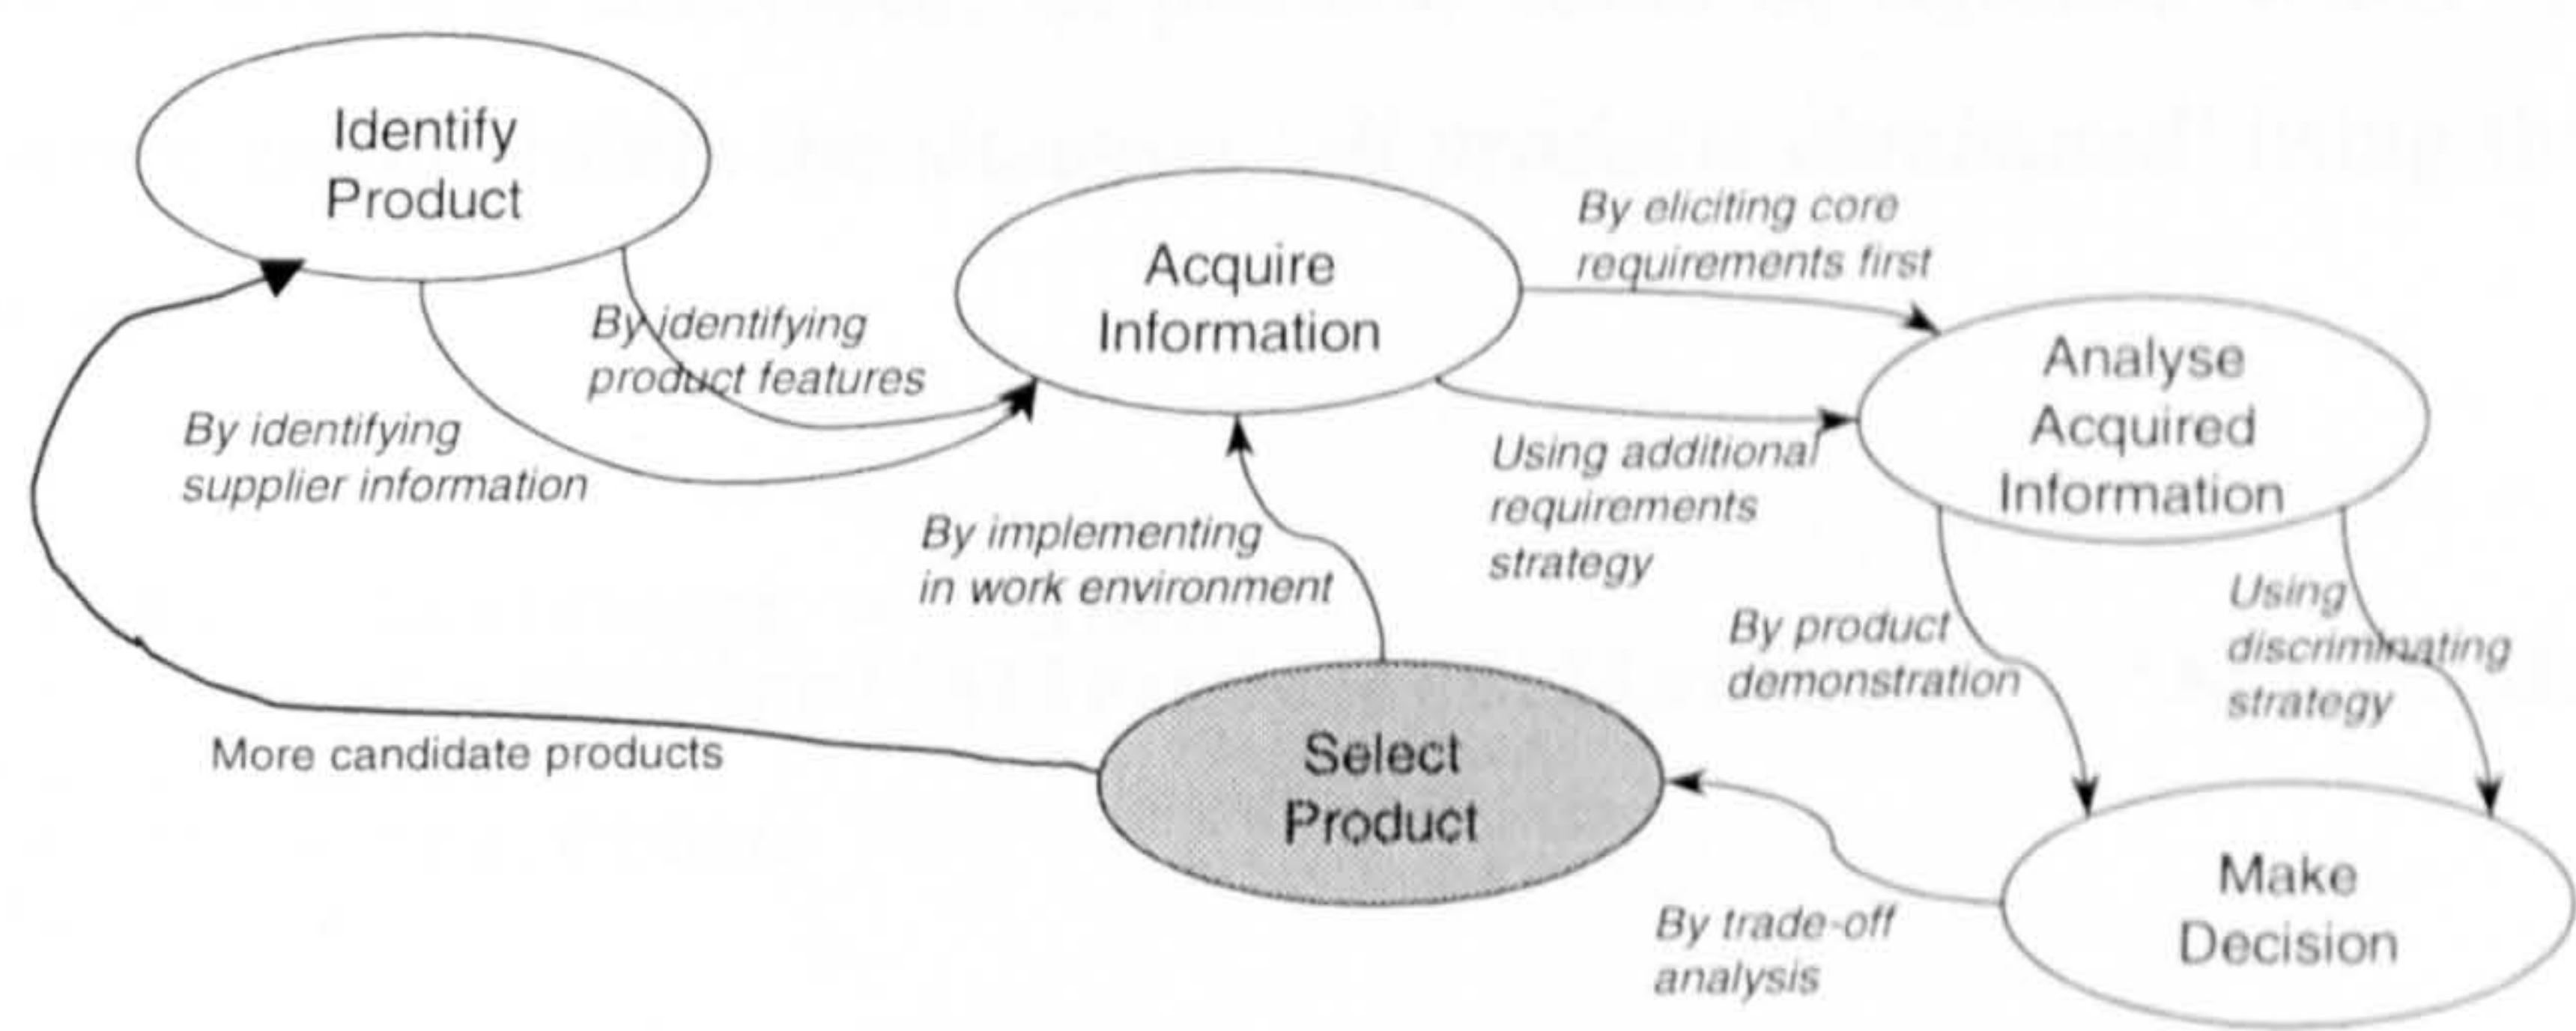 Identify
Product
Acquire
Information
By eliciting core
requirements first
By identifying
product features
Analyse
Acquired
Information
By identifying
supplier information
Using additional
requirements
strategy
By implementing
in work environment
By product
demonstration
Using
discriminating
strategy
More candidate products
Select
Product
Make
Decision
By trade-off
analysis